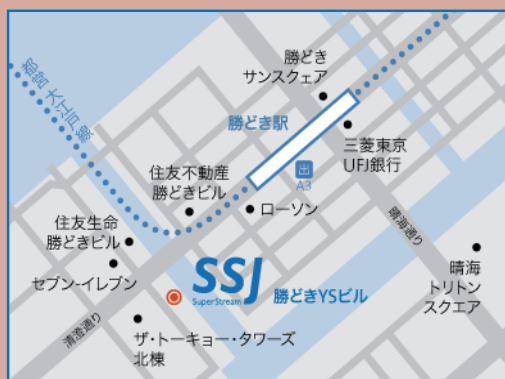 勝どき
サンスクェア
都営大江戸線
勝どき駅
三菱東京
UFJ銀行
出
A3
住友不動産
勝どきビル
ローソン
晴海通り
住友生命
勝どきビル
セブン-イレブン
SSJ
SuperStream
勝どきYSビル
晴海
トリトン
スクエア
清澄通り
ザ・トーキョー・タワーズ
北棟